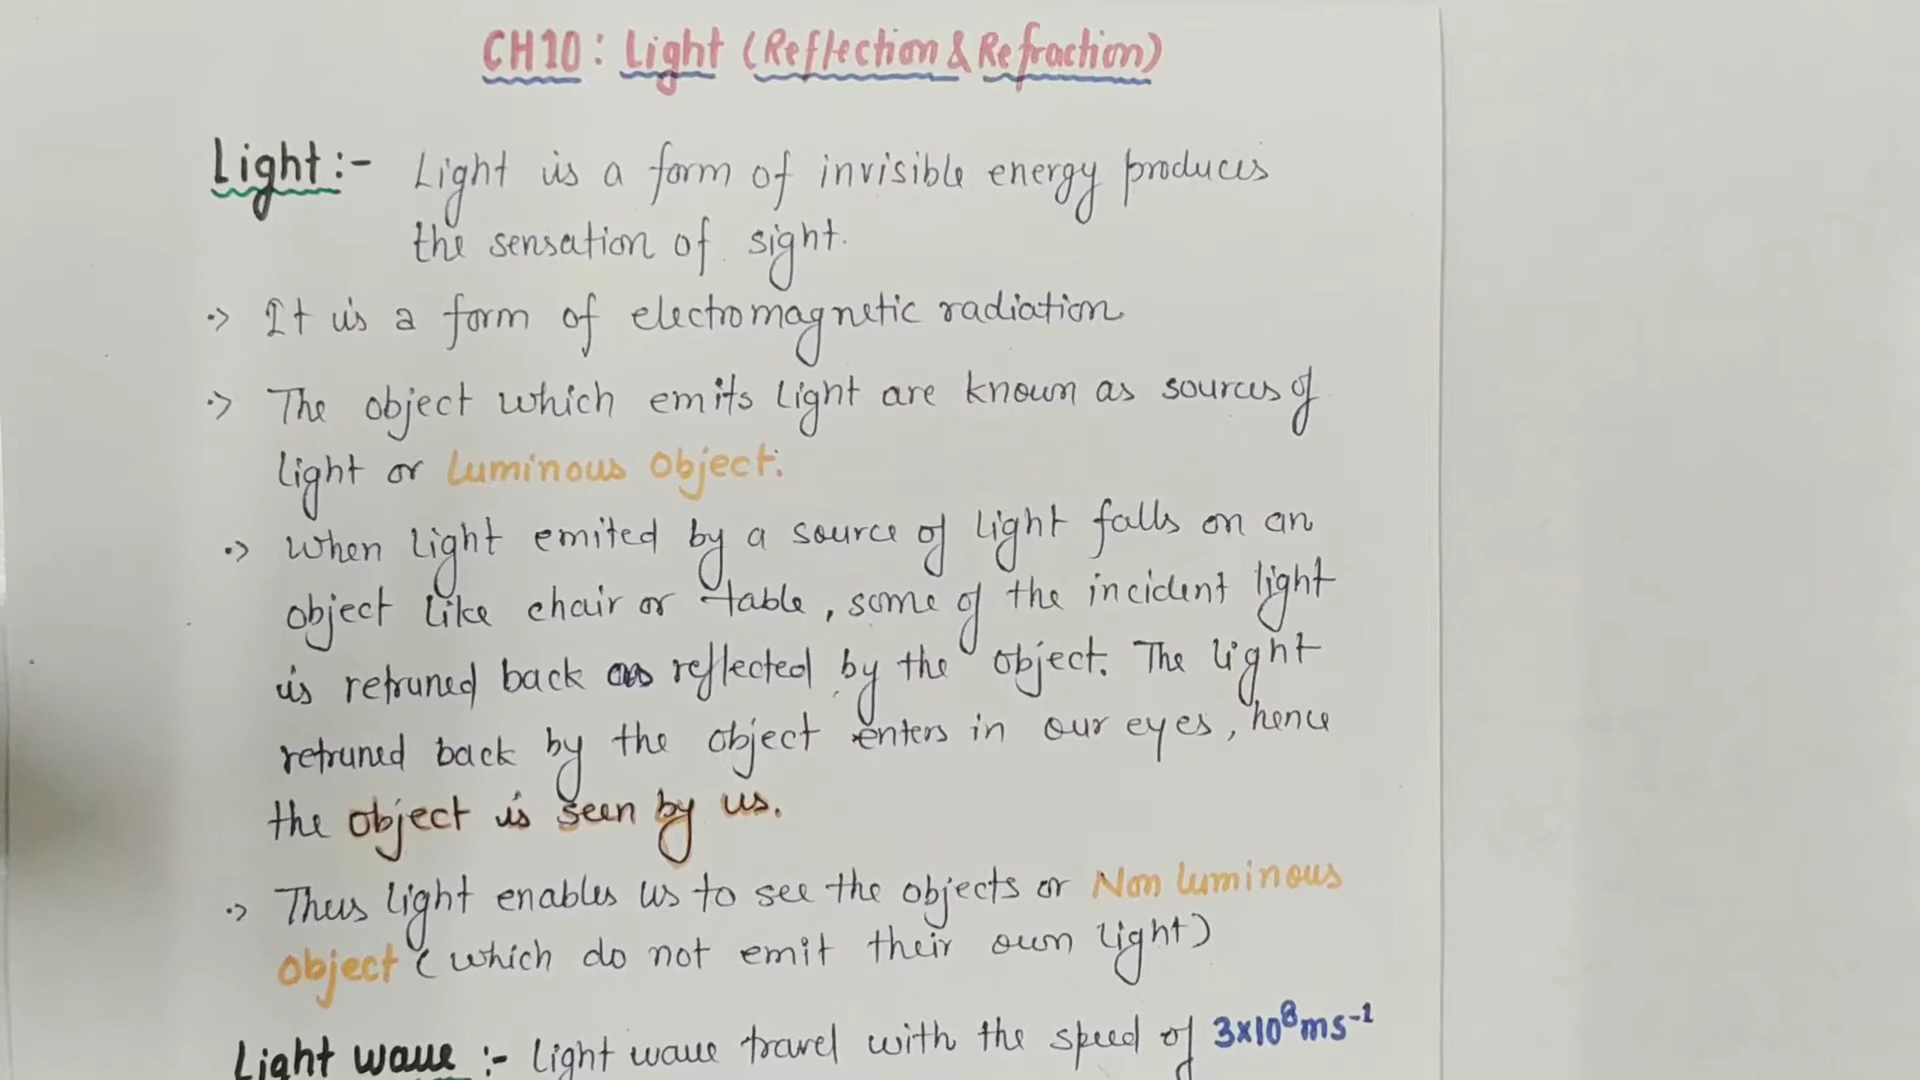 CH10: Light (Reflection & Refraction)
Light:- Light is a form of invisible energy produces
the sensation of sight.
·> It is a form of electromagnetic radiation
·> The object which emits light are known as sources of
light or Luminous Object.
·> When light emited by a source of light falls on an
object like chair or table, some of the incident light
is retruned back as reflected by the object. The light
retruned back by the object enters in our eyes, hence
the object is seen by us.
·> Thus light enables us to see the objects or Non luminous
object (which do not emit their own light)
Light wave :- Light wave travel with the speed of 3x10⁸ms⁻¹